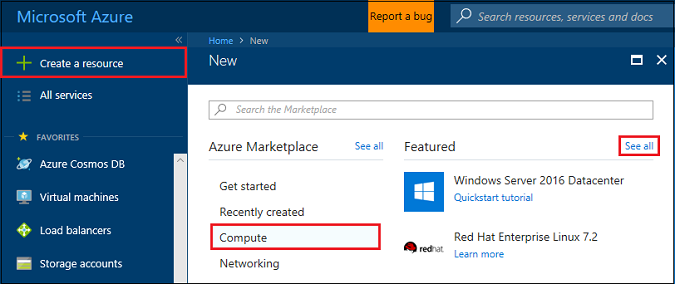 Microsoft Azure
Report a bug
Search resources, services and docs
«
Create a resource
All services
FAVORITES
Azure Cosmos DB
Virtual machines
Load balancers
Storage accounts
Home > New
New
Search the Marketplace
Azure Marketplace See all
Get started
Recently created
Compute
Networking
Featured See all
Windows Server 2016 Datacenter
Quickstart tutorial
redhat
Red Hat Enterprise Linux 7.2
Learn more